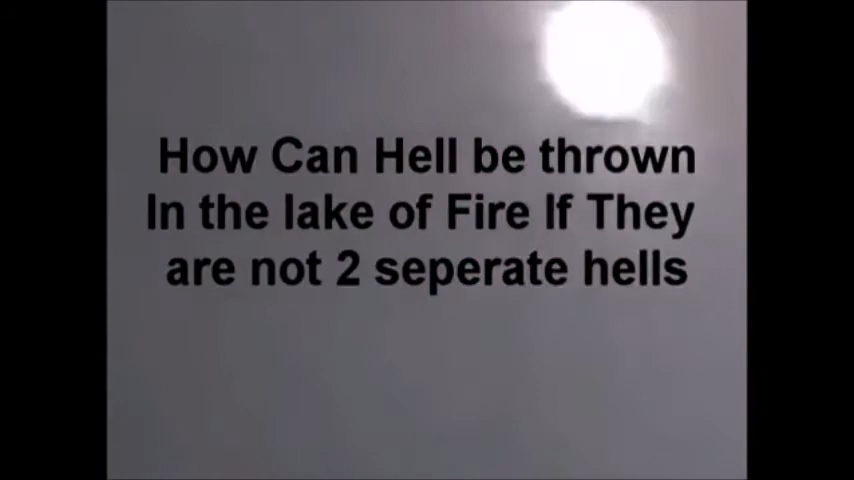 How Can Hell be thrown
In the lake of Fire If They
are not 2 seperate hells